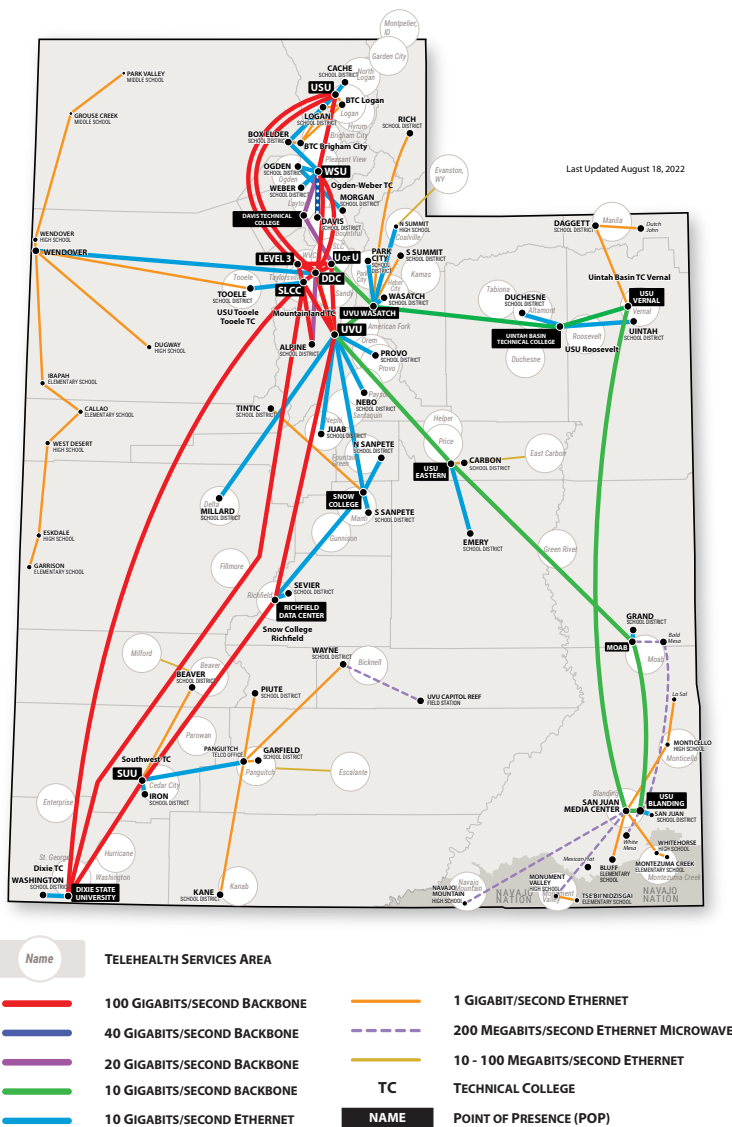 Montpelier,
ID
Garden City
CACHE
SCHOOL DISTRICT
North
Logan
PARK VALLEY
MIDDLE SCHOOL
USU
BTC Logan
GROUSE CREEK
MIDDLE SCHOOL
LOGAN
SCHOOL DISTRICT
Logan
RICH
SCHOOL DISTRICT
Hyrum
BOX ELDER
SCHOOL DISTRICT
Brigham City
BTC Brigham City
Pleasant View
OGDEN
SCHOOL DISTRICT
WSU
Evanston,
WY
Last Updated August 18, 2022
Ogden
WEBER
SCHOOL DISTRICT
Ogden-Weber TC
Layton
MORGAN
SCHOOL DISTRICT
DAVIS TECHNICAL
COLLEGE
DAVIS
SCHOOL DISTRICT
Bountiful
N SUMMIT
HIGH SCHOOL
Coalville
DAGGETT
SCHOOL DISTRICT
Manila
Dutch
John
WENDOVER
HIGH SCHOOL
WENDOVER
SLC
LEVEL 3
WVC
U OF U
PARK
CITY
SCHOOL
DISTRICT
S SUMMIT
SCHOOL DISTRICT
Kamas
Tooele
Taylorsville
DDC
Park
City
Heber
City
Uintah Basin TC Vernal
SLCC
Sandy
TOOELE
SCHOOL DISTRICT
WASATCH
SCHOOL DISTRICT
Tabiona
DUCHESNE
SCHOOL DISTRICT
Altamont
USU
VERNAL
Vernal
USU Tooele
Tooele TC
Mountainland TC
UVU WASATCH
American Fork
UVU
UINTAH BASIN
TECHNICAL COLLEGE
Roosevelt
UINTAH
SCHOOL DISTRICT
USU Roosevelt
DUGWAY
HIGH SCHOOL
ALPINE
SCHOOL DISTRICT
Orem
PROVO
SCHOOL DISTRICT
Provo
Duchesne
IBAPAH
ELEMENTARY SCHOOL
Payson
NEBO
SCHOOL DISTRICT
Santaquin
CALLAO
ELEMENTARY SCHOOL
TINTIC
SCHOOL DISTRICT
Nephi
JUAB
SCHOOL DISTRICT
Helper
Price
WEST DESERT
HIGH SCHOOL
N SANPETE
SCHOOL DISTRICT
Fountain
Green
USU
EASTERN
CARBON
SCHOOL DISTRICT
East Carbon
Delta
MILLARD
SCHOOL DISTRICT
SNOW
COLLEGE
Manti
S SANPETE
SCHOOL DISTRICT
ESKDALE
HIGH SCHOOL
Gunnison
EMERY
SCHOOL DISTRICT
Green River
GARRISON
ELEMENTARY SCHOOL
Fillmore
Richfield
SEVIER
SCHOOL DISTRICT
RICHFIELD
DATA CENTER
Snow College
Richfield
GRAND
SCHOOL DISTRICT
Bald
Mesa
MOAB
Moab
Milford
WAYNE
SCHOOL DISTRICT
Bicknell
Beaver
BEAVER
SCHOOL DISTRICT
PIUTE
SCHOOL DISTRICT
UVU CAPITOL REEF
FIELD STATION
La Sal
Parowan
MONTICELLO
HIGH SCHOOL
Monticello
Southwest TC
PANGUITCH
TELCO OFFICE
GARFIELD
SCHOOL DISTRICT
SUU
Panguitch
Escalante
Cedar City
IRON
SCHOOL DISTRICT
Enterprise
Blanding
SAN JUAN
MEDIA CENTER
USU
BLANDING
SAN JUAN
SCHOOL DISTRICT
White
Mesa
WHITEHORSE
HIGH SCHOOL
MONTEZUMA CREEK
ELEMENTARY SCHOOL
Montezuma Creek
Mexican Hat
BLUFF
ELEMENTARY
SCHOOL
St. George
Hurricane
Dixie TC
WASHINGTON
SCHOOL DISTRICT
Washington
DIXIE STATE
UNIVERSITY
KANE
SCHOOL DISTRICT
Kanab
NAVAJO
MOUNTAIN
HIGH SCHOOL
Navajo
Mountain
NAVAJO
NATION
MONUMENT
VALLEY
HIGH SCHOOL
Monument
Valley
TSE'BII'NIDZISGAI
ELEMENTARY SCHOOL
NAVAJO
NATION
Name
TELEHEALTH SERVICES AREA
100 GIGABITS/SECOND BACKBONE
40 GIGABITS/SECOND BACKBONE
20 GIGABITS/SECOND BACKBONE
10 GIGABITS/SECOND BACKBONE
10 GIGABITS/SECOND ETHERNET
1 GIGABIT/SECOND ETHERNET
200 MEGABITS/SECOND ETHERNET MICROWAVE
10 - 100 MEGABITS/SECOND ETHERNET
TC TECHNICAL COLLEGE
NAME POINT OF PRESENCE (POP)